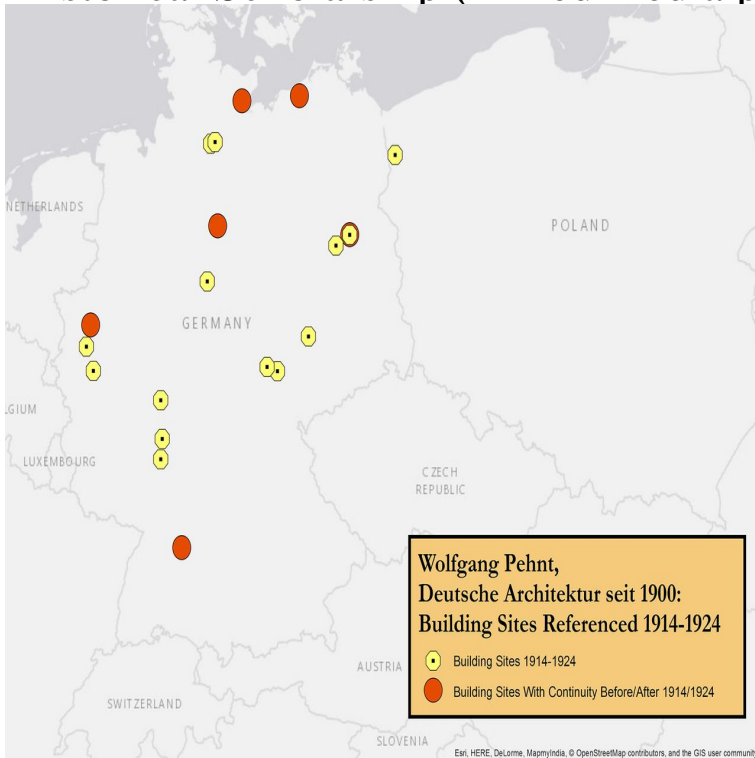 NETHERLANDS
POLAND
GERMANY
LGIUM
LUXEMBOURG
CZECH
REPUBLIC
Wolfgang Pehnt,
Deutsche Architektur seit 1900:
Building Sites Referenced 1914-1924
Building Sites 1914-1924
Building Sites With Continuity Before/After 1914/1924
AUSTRIA
SWITZERLAND
SLOVENIA
Esri, HERE, DeLorme, MapmyIndia, © OpenStreetMap contributors, and the GIS user community